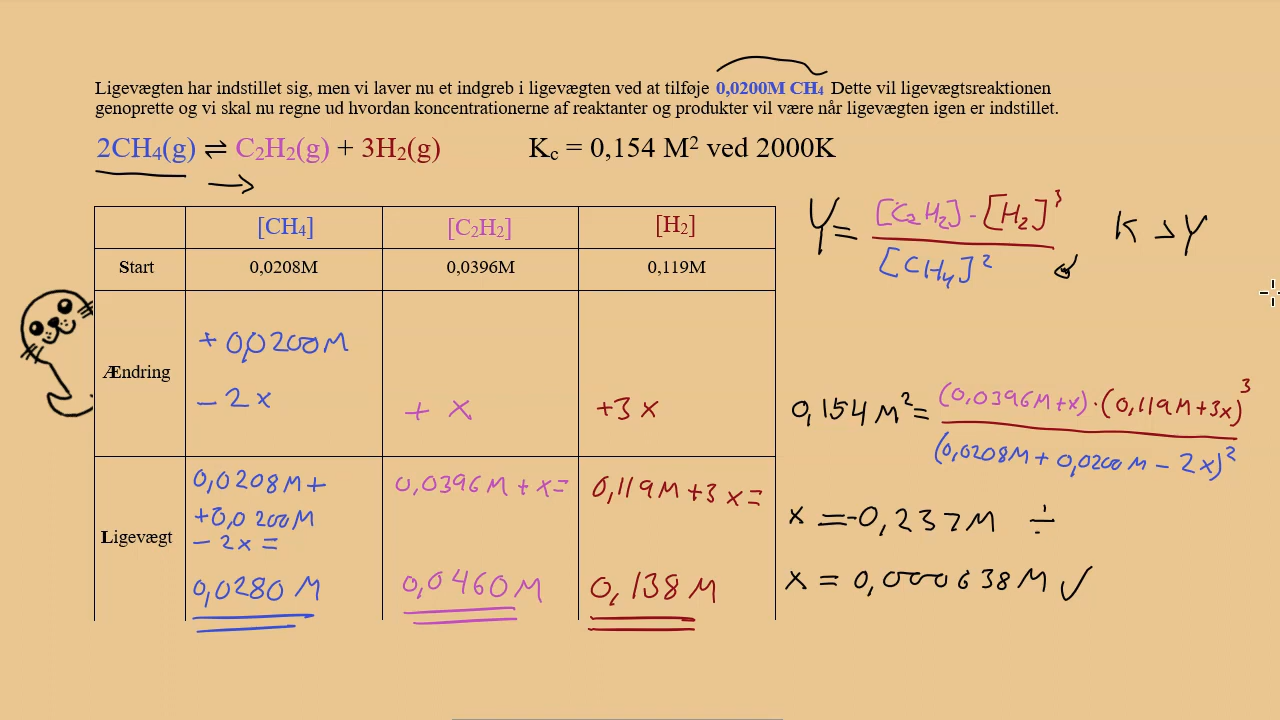 Ligevægten har indstillet sig, men vi laver nu et indgreb i ligevægten ved at tilføje 0,0200M CH₄ Dette vil ligevægtsreaktionen
genoprette og vi skal nu regne ud hvordan koncentrationerne af reaktanter og produkter vil være når ligevægten igen er indstillet.
2CH₄(g) ⇌ C₂H₂(g) + 3H₂(g) K꜀ = 0,154 M² ved 2000K
→
Y = [C₂H₂] · [H₂]³ K > Y
[CH₄]²
[CH₄] [C₂H₂] [H₂]
Start 0,0208M 0,0396M 0,119M
Ændring
+ 0,0200M
- 2x + x +3x
0,154 M² = (0,0396M+x) · (0,119M+3x)³
(0,0208M + 0,0200M - 2x)²
Ligevægt
0,0208M+ 0,0396M + x = 0,119M + 3x =
+0,0200M
- 2x =
0,0280 M 0,0460M 0,138M
x = -0,237M ÷
x = 0,000638M ✓